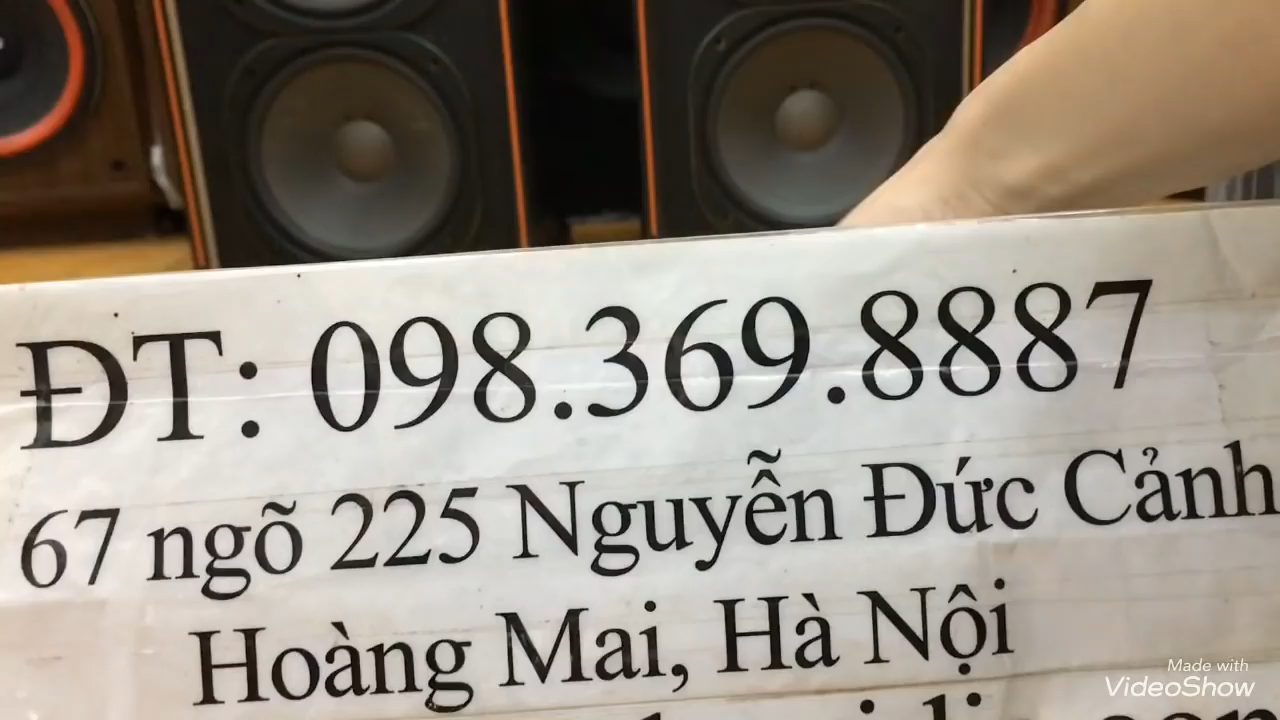 ĐT: 098.369.8887
67 ngõ 225 Nguyễn Đức Cảnh
Hoàng Mai, Hà Nội
Made with
VideoShow